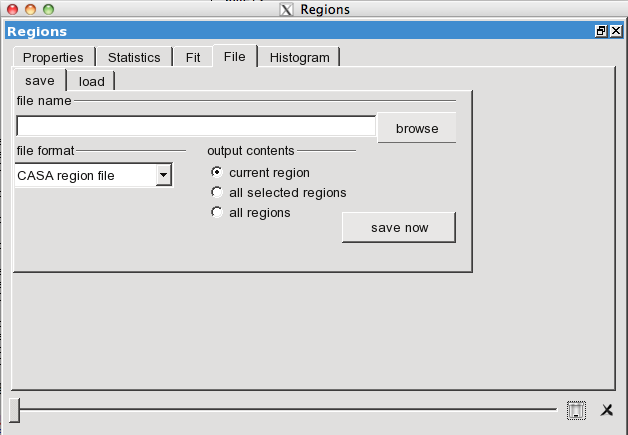 Regions
Regions
Properties Statistics Fit File Histogram
save load
file name
browse
file format output contents
CASA region file current region
all selected regions
all regions
save now